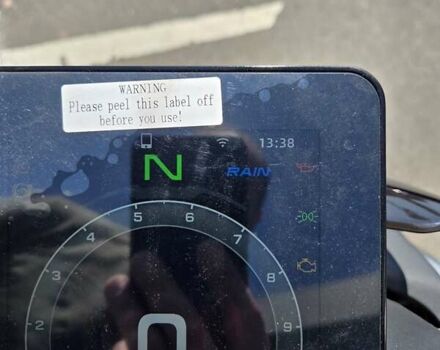 WARNING
Please peel this label off
before you use!
13:38
N
RAIN
5 6 7
4 8
3 9
2
0